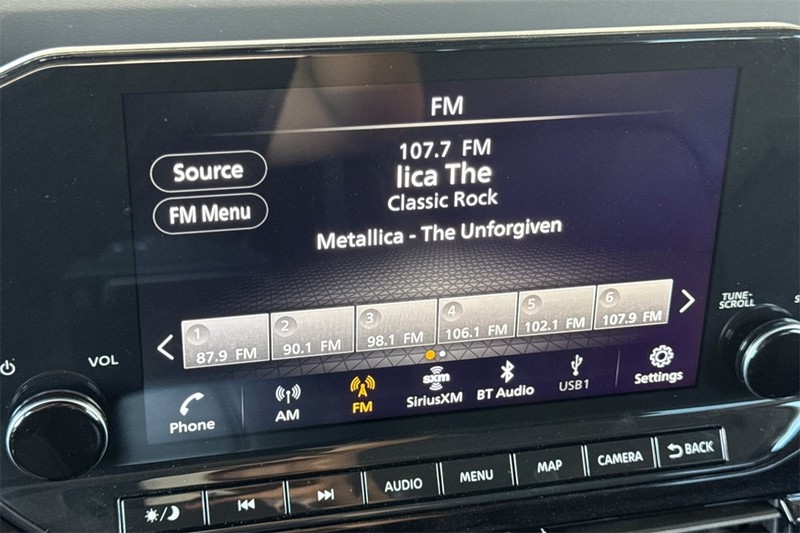 FM
107.7 FM
lica The
Classic Rock
Metallica - The Unforgiven
Source
FM Menu
1
87.9 FM
2
90.1 FM
3
98.1 FM
4
106.1 FM
5
102.1 FM
6
107.9 FM
Phone
AM
FM
sxm
SiriusXM
BT Audio
USB1
Settings
VOL
TUNE-
SCROLL
AUDIO
MENU
MAP
CAMERA
BACK